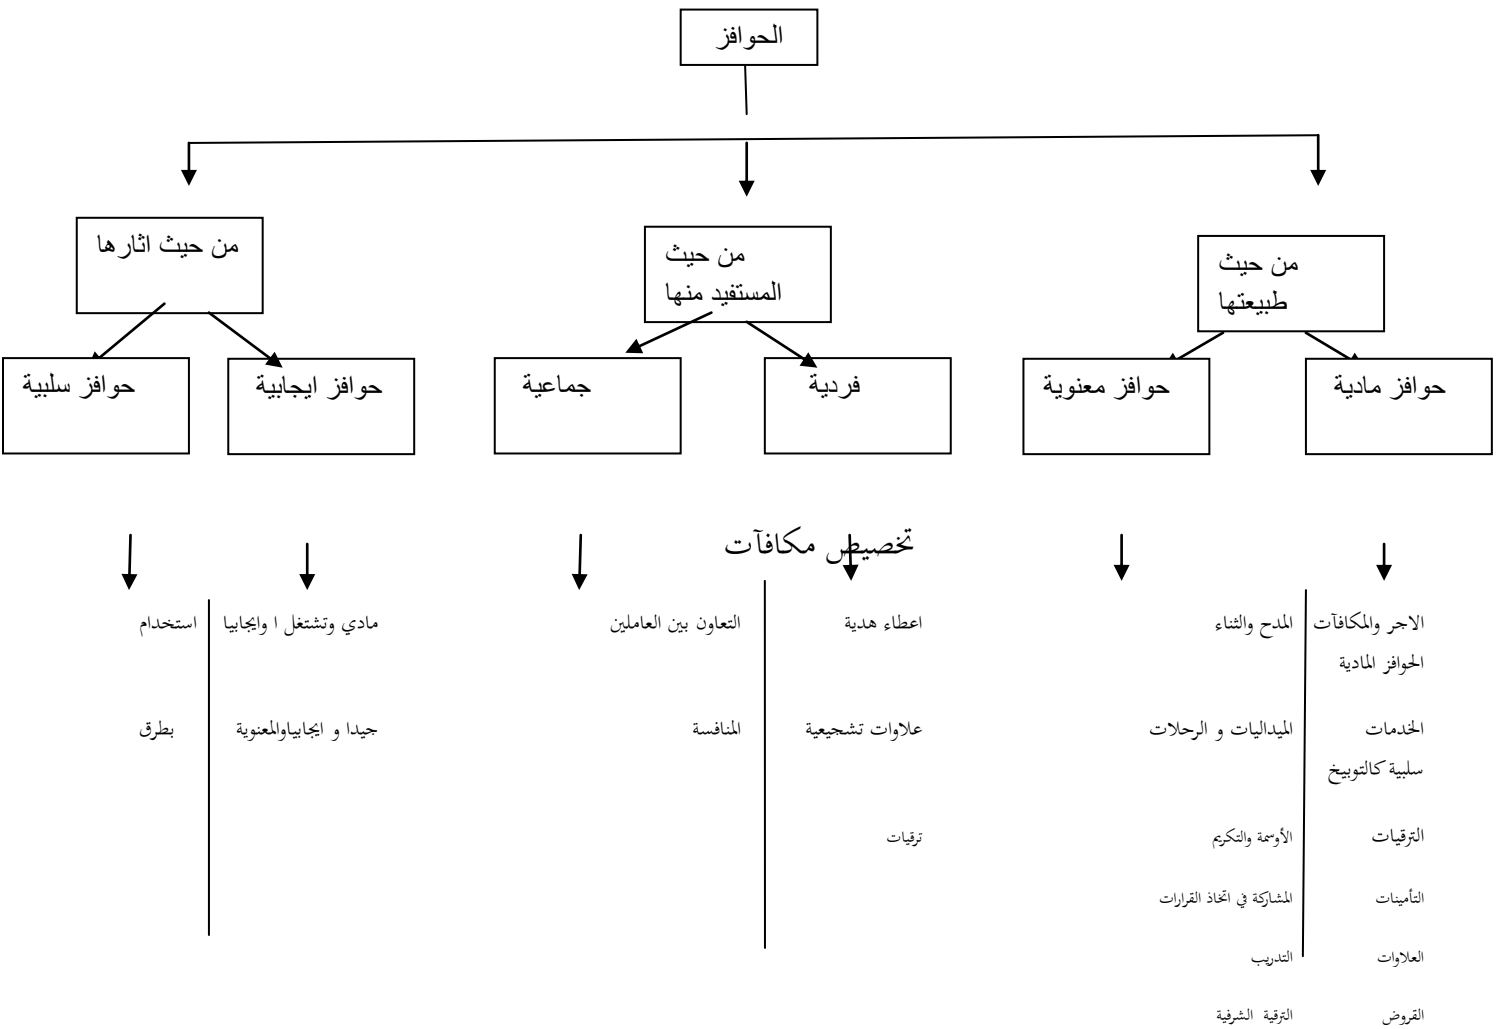 الحوافز
من حيث طبيعتها
من حيث
المستفيد منها
من حيث اثارها
حوافز مادية
حوافز معنوية
فردية
جماعية
حوافز ايجابية
حوافز سلبية
تخصيص مكافآت
الاجر والمكافآت المدح والثناء اعطاء هدية التعاون بين العاملين مادي وتشتغل ا وايجابيا استخدام
الحوافز المادية
الخدمات الميداليات و الرحلات علاوات تشجيعية المنافسة جيدا و ايجابياوالمعنوية بطرق
سلبية كالتوبيخ
الترقيات الأوسمة والتكريم ترقيات
التأمينات المشاركة في اتخاذ القرارات
العلاوات التدريب
القروض الترقية الشرفية